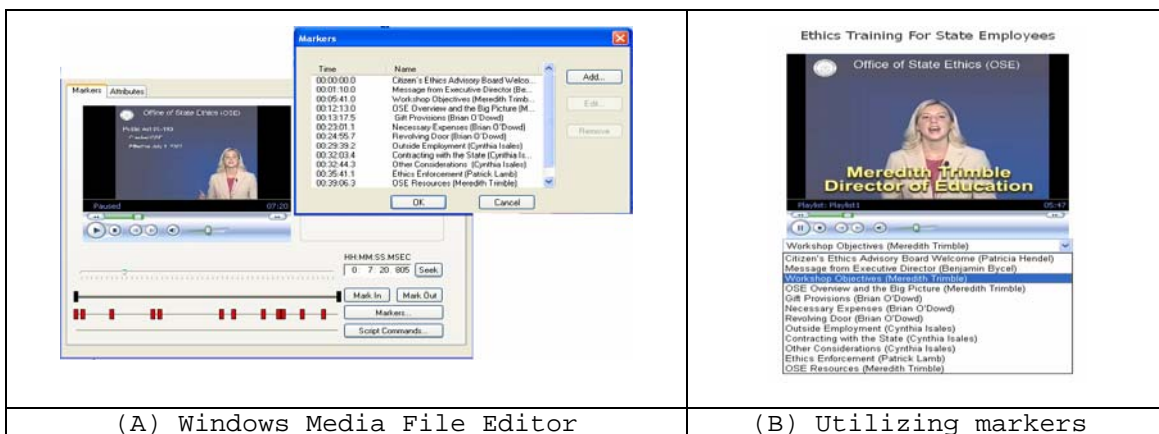 Markers
Time Name
00:00:00.0 Citizen's Ethics Advisory Board Welco...
00:01:10.0 Message from Executive Director (Be...
00:05:41.0 Workshop Objectives (Meredith Trimb...
00:12:13.0 OSE Overview and the Big Picture (M...
00:13:17.5 Gift Provisions (Brian O'Dowd)
00:23:01.1 Necessary Expenses (Brian O'Dowd)
00:24:55.7 Revolving Door (Brian O'Dowd)
00:29:39.2 Outside Employment (Cynthia Isales)
00:32:03.4 Contracting with the State (Cynthia Is...
00:32:44.3 Other Considerations (Cynthia Isales)
00:35:41.1 Ethics Enforcement (Patrick Lamb)
00:39:06.3 OSE Resources (Meredith Trimble)
Add...
Edit...
Remove
OK Cancel
Markers Attributes
Office of State Ethics (OSE)
Paused 07:20
HH:MM:SS.MSEC
0: 7 20 805 Seek
Mark In Mark Out
Markers...
Script Commands...
(A) Windows Media File Editor
Ethics Training For State Employees
Office of State Ethics (OSE)
Meredith Trimble
Director of Education
Playlist: Playlist1 05:47
Workshop Objectives (Meredith Trimble)
Citizen's Ethics Advisory Board Welcome (Patricia Hendel)
Message from Executive Director (Benjamin Bycel)
Workshop Objectives (Meredith Trimble)
OSE Overview and the Big Picture (Meredith Trimble)
Gift Provisions (Brian O'Dowd)
Necessary Expenses (Brian O'Dowd)
Revolving Door (Brian O'Dowd)
Outside Employment (Cynthia Isales)
Contracting with the State (Cynthia Isales)
Other Considerations (Cynthia Isales)
Ethics Enforcement (Patrick Lamb)
OSE Resources (Meredith Trimble)
(B) Utilizing markers